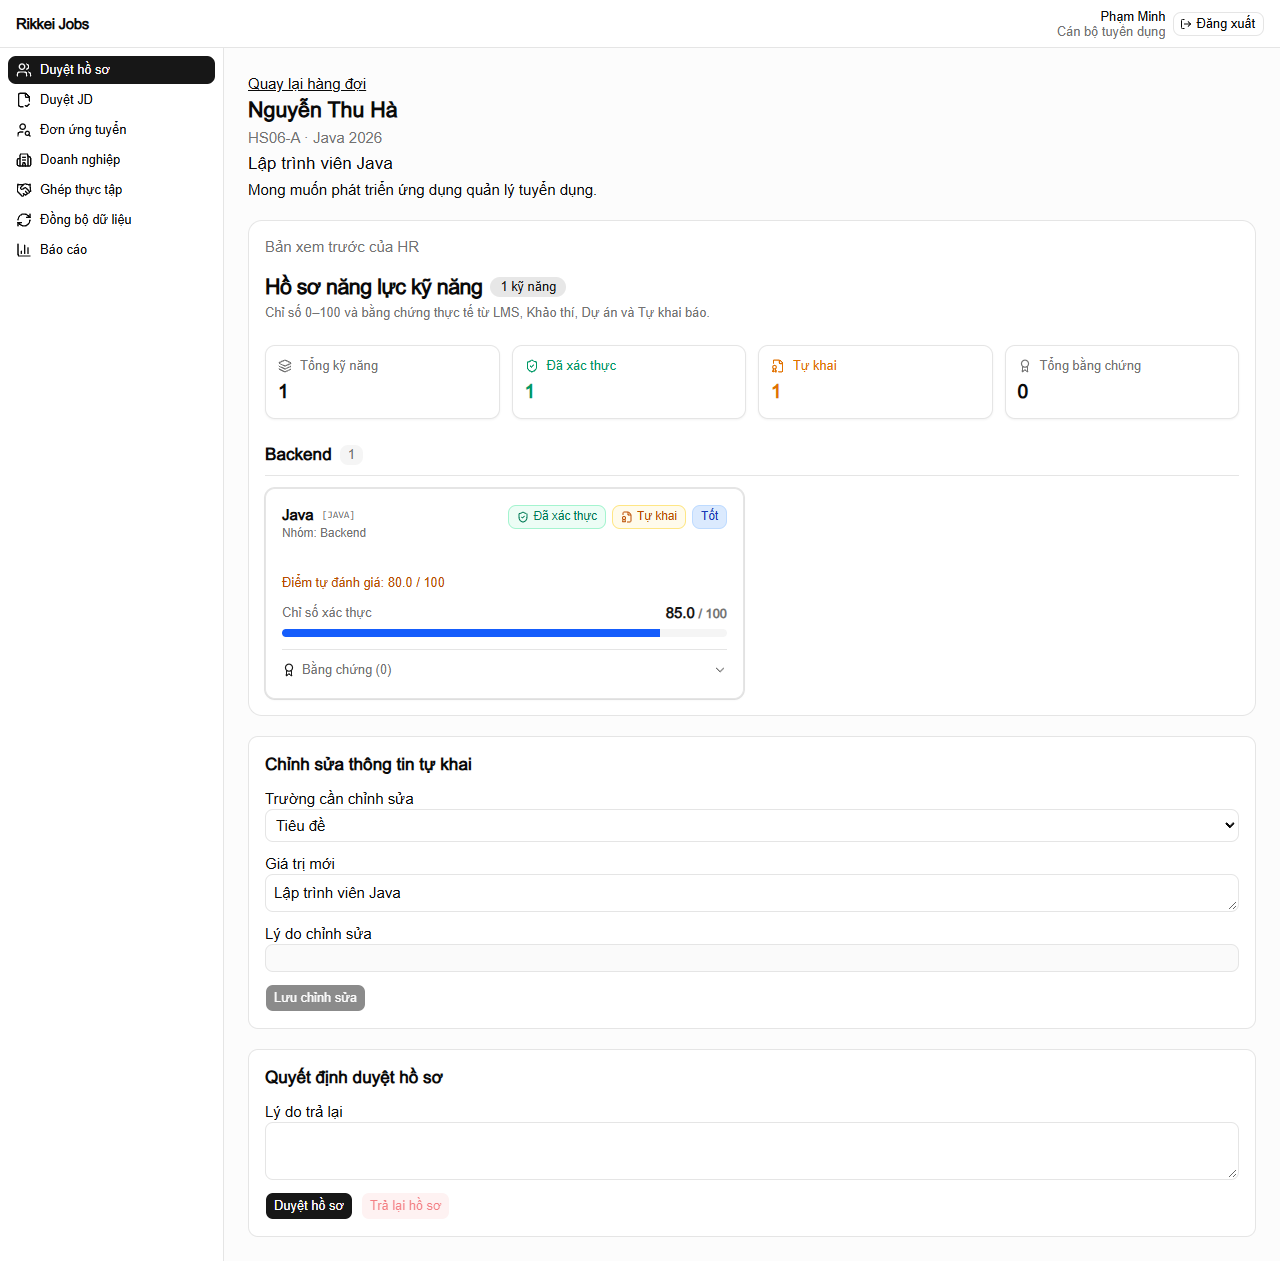 Rikkei Jobs
Phạm Minh
Cán bộ tuyển dụng
Đăng xuất
Duyệt hồ sơ
Duyệt JD
Đơn ứng tuyển
Doanh nghiệp
Ghép thực tập
Đồng bộ dữ liệu
Báo cáo
Quay lại hàng đợi
Nguyễn Thu Hà
HS06-A · Java 2026
Lập trình viên Java
Mong muốn phát triển ứng dụng quản lý tuyển dụng.
Bản xem trước của HR
Hồ sơ năng lực kỹ năng 1 kỹ năng
Chỉ số 0–100 và bằng chứng thực tế từ LMS, Khảo thí, Dự án và Tự khai báo.
Tổng kỹ năng
1
Đã xác thực
1
Tự khai
1
Tổng bằng chứng
0
Backend 1
Java [JAVA] Đã xác thực Tự khai Tốt
Nhóm: Backend
Điểm tự đánh giá: 80.0 / 100
Chỉ số xác thực 85.0 / 100
Bằng chứng (0)
Chỉnh sửa thông tin tự khai
Trường cần chỉnh sửa
Tiêu đề
Giá trị mới
Lập trình viên Java
Lý do chỉnh sửa
Lưu chỉnh sửa
Quyết định duyệt hồ sơ
Lý do trả lại
Duyệt hồ sơ Trả lại hồ sơ